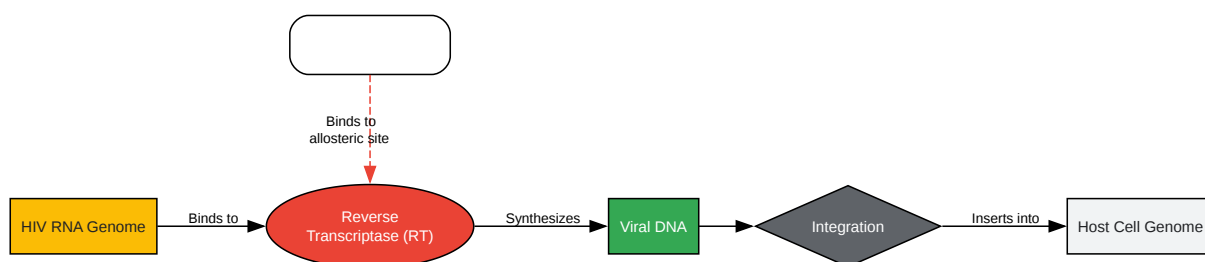 Binds to
allosteric site
HIV RNA Genome
Binds to
Reverse
Transcriptase (RT)
Synthesizes
Viral DNA
Integration
Inserts into
Host Cell Genome